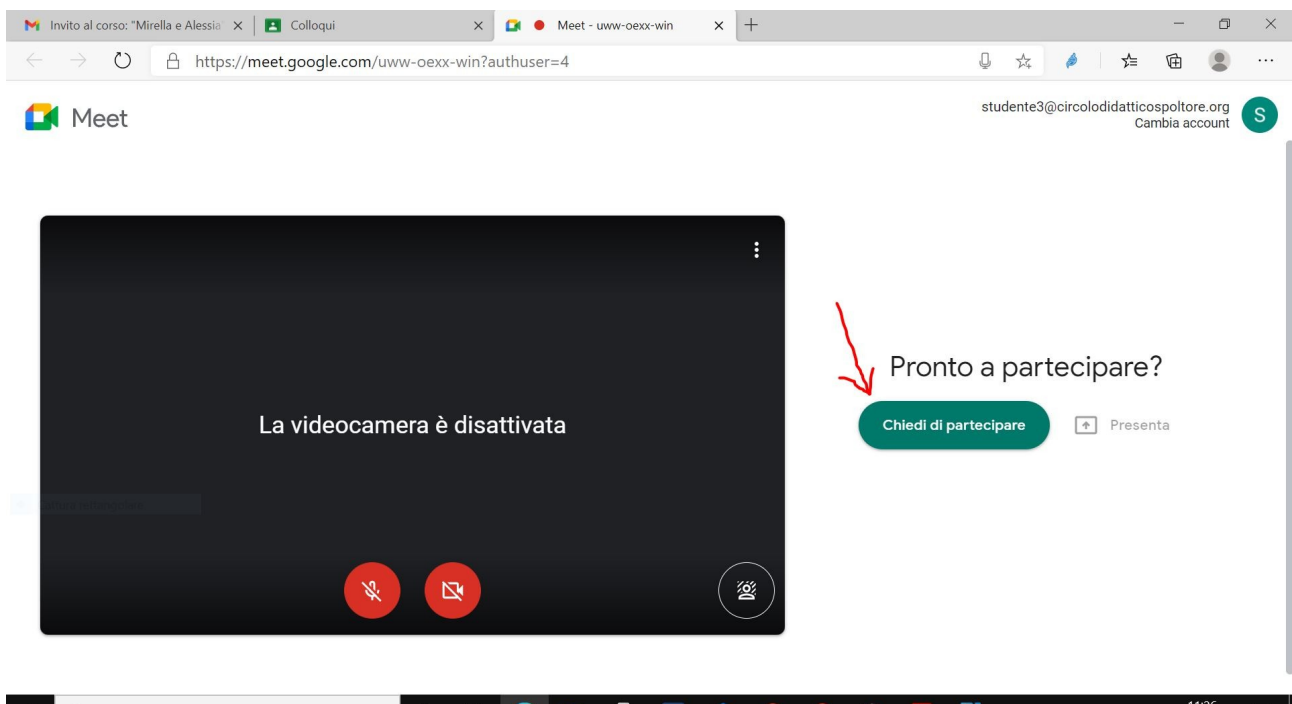 Invito al corso: "Mirella e Alessia
Colloqui
Meet - uww-oexx-win
https://meet.google.com/uww-oexx-win?authuser=4
Meet
studente3@circolodidatticospoltore.org
Cambia account
S
La videocamera è disattivata
Pronto a partecipare?
Chiedi di partecipare
Presenta